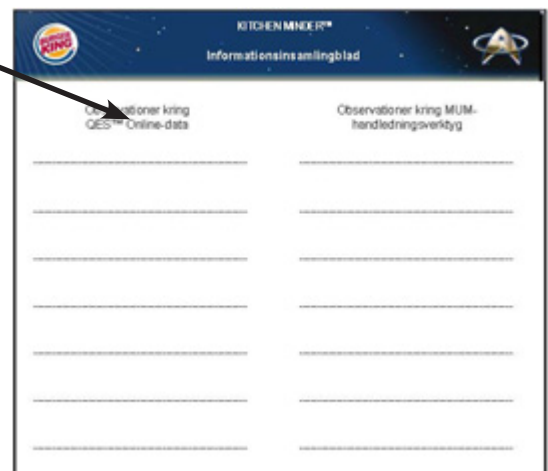 BURGER KING
KITCHEN MINDER™
Informationsinsamlingblad
Observationer kring
QES™ Online-data
Observationer kring MUM-
handledningsverktyg